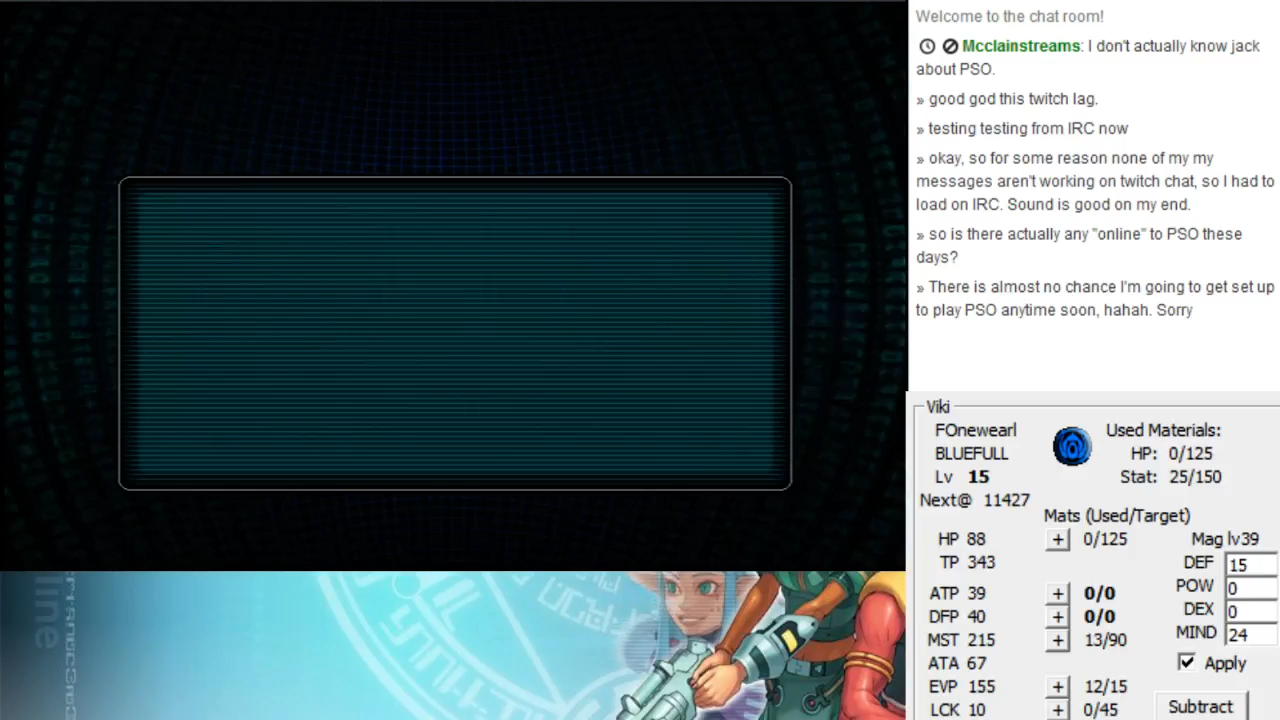 Welcome to the chat room!
Mcclainstreams: I don't actually know jack
about PSO.
» good god this twitch lag.
» testing testing from IRC now
» okay, so for some reason none of my my
messages aren't working on twitch chat, so I had to
load on IRC. Sound is good on my end.
» so is there actually any "online" to PSO these
days?
» There is almost no chance I'm going to get set up
to play PSO anytime soon, hahah. Sorry
Viki
FOnewearl
BLUEFULL
Lv 15
Next@ 11427
Used Materials:
HP: 0/125
Stat: 25/150
Mats (Used/Target)
HP 88 + 0/125
TP 343
ATP 39 + 0/0
DFP 40 + 0/0
MST 215 + 13/90
ATA 67
EVP 155 + 12/15
LCK 10 + 0/45
Mag lv39
DEF 15
POW 0
DEX 0
MIND 24
Apply
Subtract
line